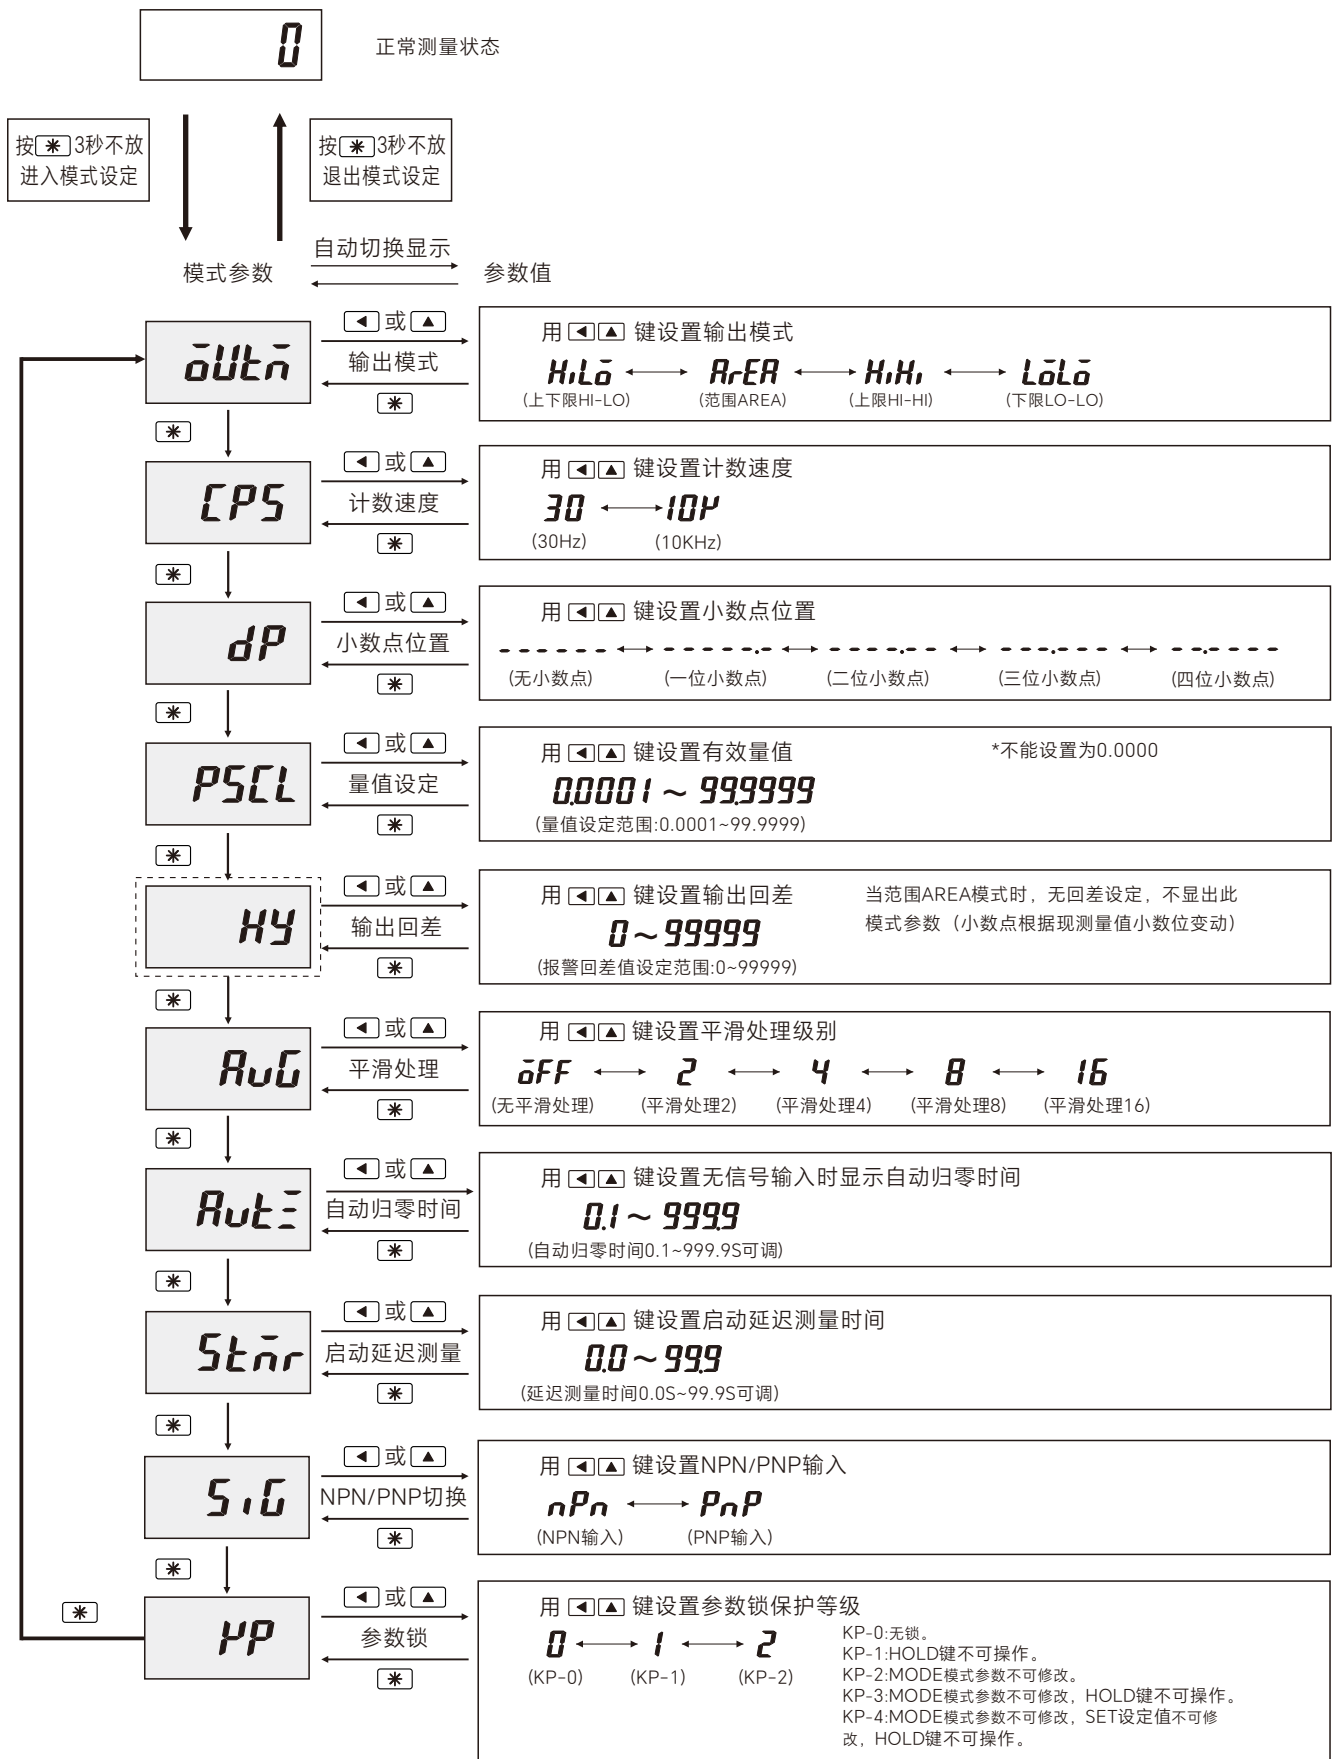 0
正常测量状态
按*3秒不放
进入模式设定
按*3秒不放
退出模式设定
自动切换显示
模式参数
参数值
oUtm
◀或▲
输出模式
*
用◀▲键设置输出模式
HiLo ArEA HiHi LoLo
(上下限HI-LO) (范围AREA) (上限HI-HI) (下限LO-LO)
*
CPS
◀或▲
计数速度
*
用◀▲键设置计数速度
30 10K
(30Hz) (10KHz)
*
dP
◀或▲
小数点位置
*
用◀▲键设置小数点位置
------ -----.- ----.-- ---.--- --.----
(无小数点) (一位小数点) (二位小数点) (三位小数点) (四位小数点)
*
PSCL
◀或▲
量值设定
*
用◀▲键设置有效量值 *不能设置为0.0000
0.0001～99.9999
(量值设定范围:0.0001~99.9999)
*
HY
◀或▲
输出回差
*
用◀▲键设置输出回差
0～99999
(报警回差值设定范围:0~99999)
当范围AREA模式时，无回差设定，不显出此
模式参数（小数点根据现测量值小数位变动）
*
AvG
◀或▲
平滑处理
*
用◀▲键设置平滑处理级别
oFF 2 4 8 16
(无平滑处理) (平滑处理2) (平滑处理4) (平滑处理8) (平滑处理16)
*
AutZ
◀或▲
自动归零时间
*
用◀▲键设置无信号输入时显示自动归零时间
0.1～999.9
(自动归零时间0.1~999.9S可调)
*
Stmr
◀或▲
启动延迟测量
*
用◀▲键设置启动延迟测量时间
0.0～99.9
(延迟测量时间0.0S~99.9S可调)
*
SiG
◀或▲
NPN/PNP切换
*
用◀▲键设置NPN/PNP输入
nPn PnP
(NPN输入) (PNP输入)
*
*
KP
◀或▲
参数锁
*
用◀▲键设置参数锁保护等级
0 1 2
(KP-0) (KP-1) (KP-2)
KP-0:无锁。
KP-1:HOLD键不可操作。
KP-2:MODE模式参数不可修改。
KP-3:MODE模式参数不可修改，HOLD键不可操作。
KP-4:MODE模式参数不可修改，SET设定值不可修
改，HOLD键不可操作。